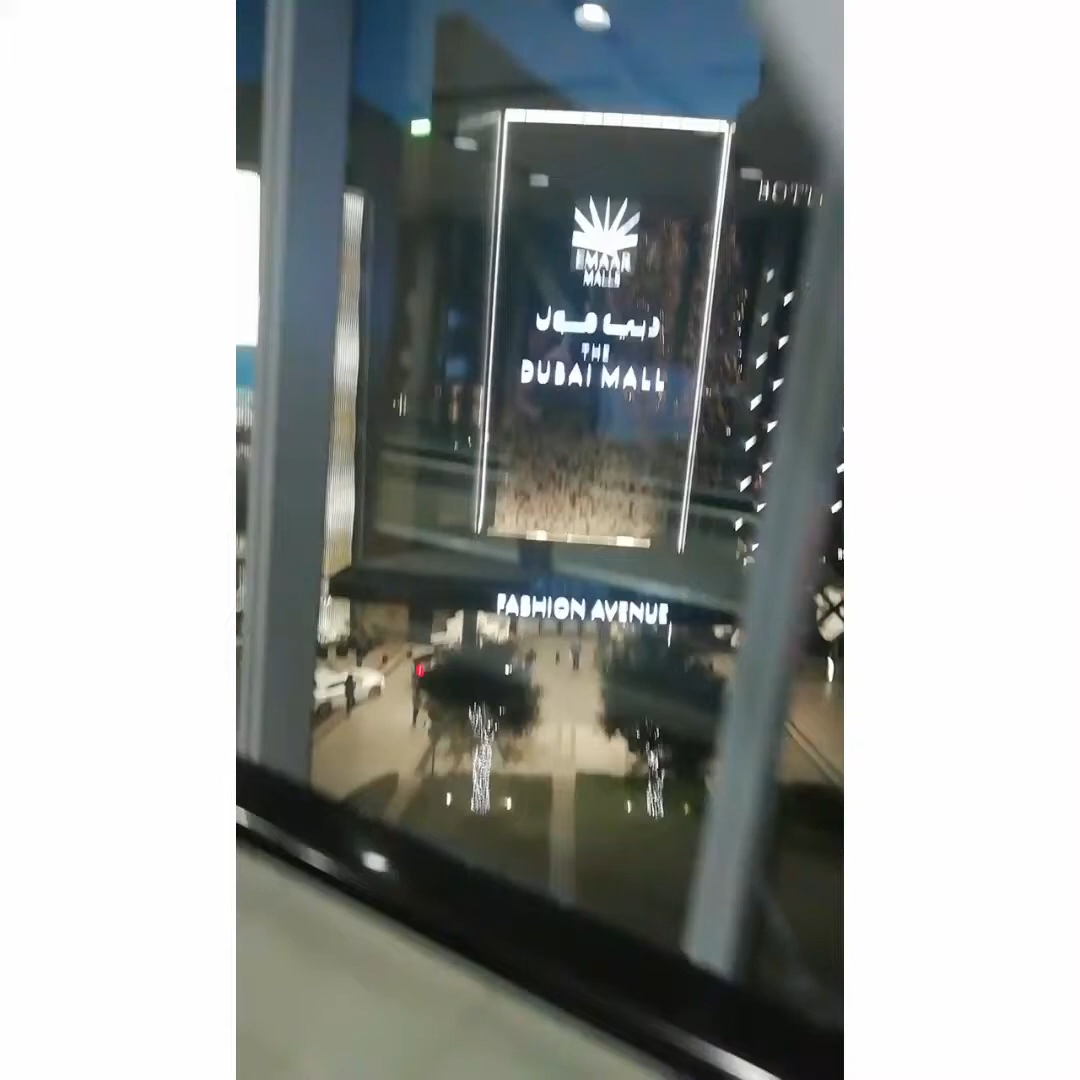 EMAAR
MALLS
دبي مول
THE
DUBAI MALL
FASHION AVENUE